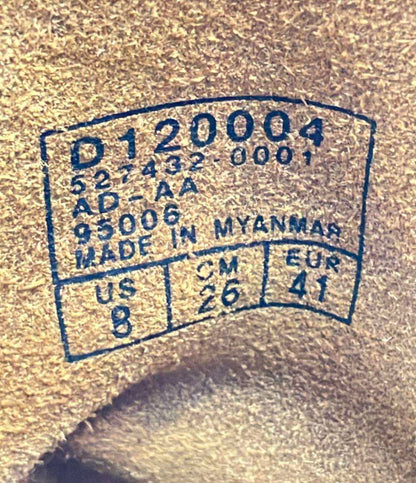 D120004
527432-0001
AD-AA
95006
MADE IN MYANMAR
US CM EUR
8 26 41